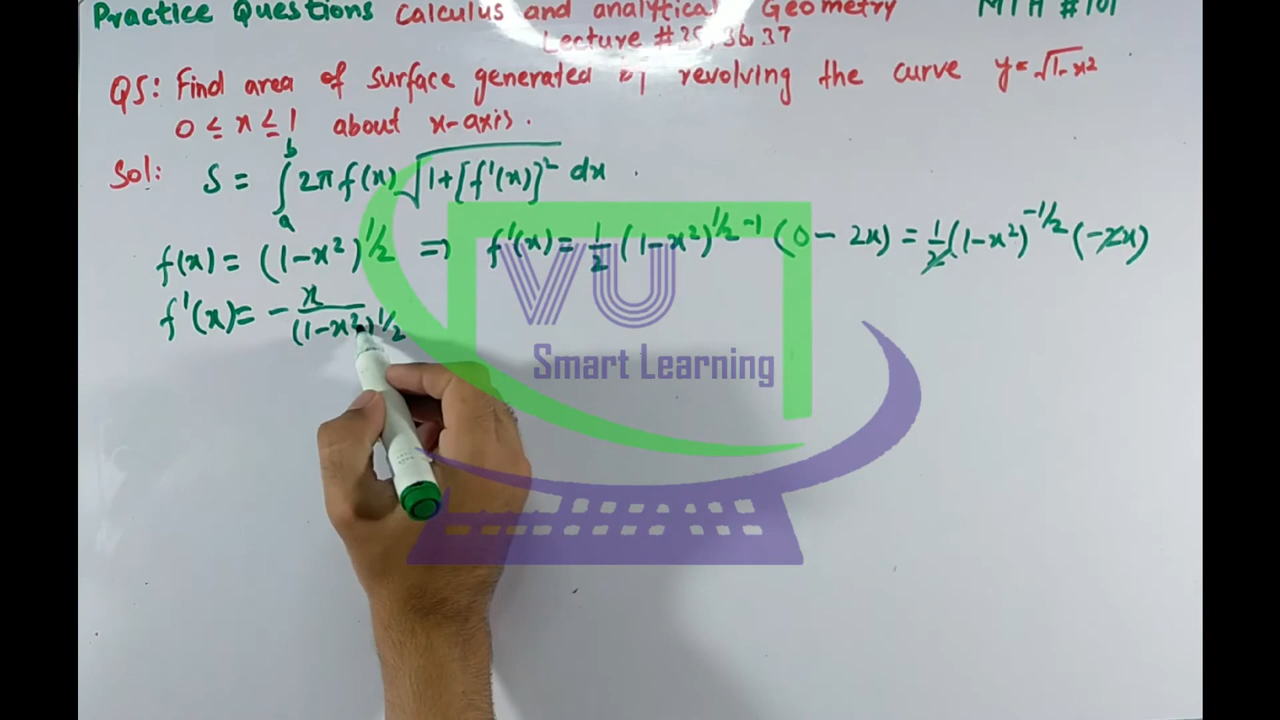 Practice Questions Calculus and analytical Geometry MTH #101
Lecture #35,36,37
Q5: Find area of surface generated by revolving the curve y=√1-x²
0 ≤ x ≤ 1 about x-axis.
Sol: S = ∫ₐᵇ 2π f(x) √1+[f'(x)]² dx
f(x) = (1-x²)^1/2 ⇒ f'(x) = 1/2 (1-x²)^1/2-1 (0-2x) = 1/2 (1-x²)^-1/2 (-2x)
f'(x) = - x/(1-x²)^1/2
VU
Smart Learning